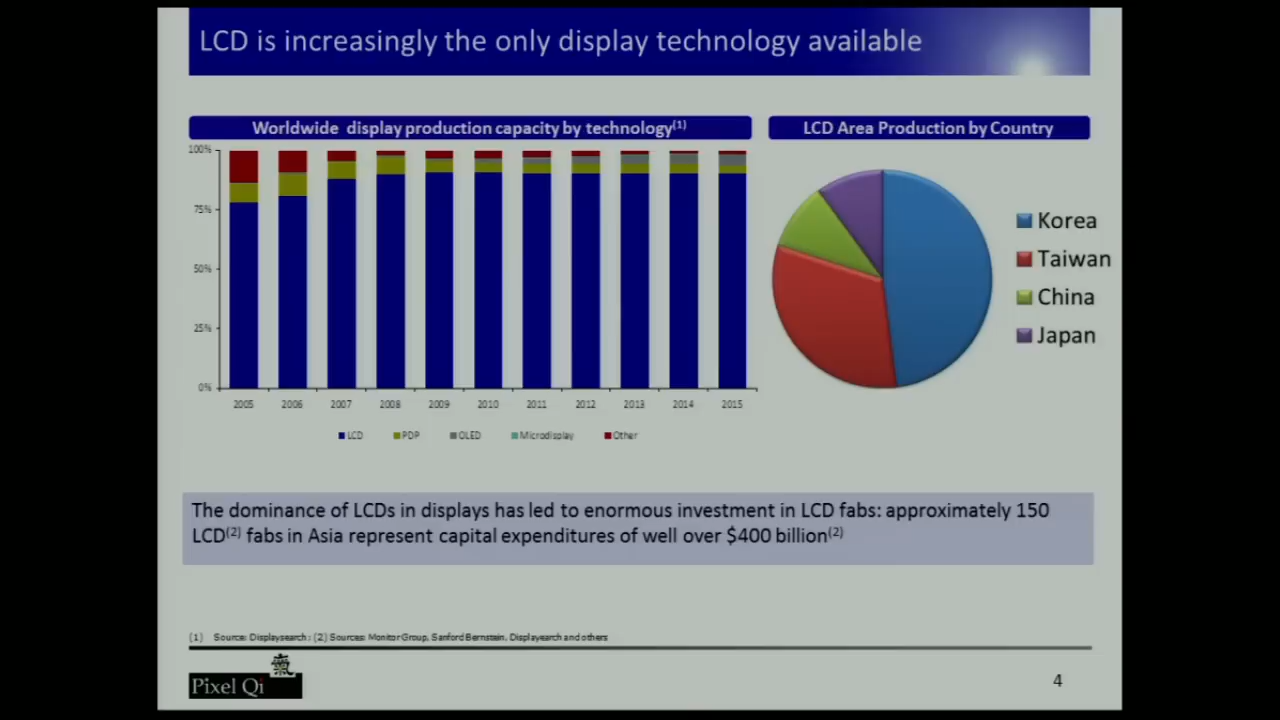 LCD is increasingly the only display technology available
Worldwide display production capacity by technology(1)
100%
75%
50%
25%
0%
2005 2006 2007 2008 2009 2010 2011 2012 2013 2014 2015
LCD PDP OLED Microdisplay Other
LCD Area Production by Country
Korea
Taiwan
China
Japan
The dominance of LCDs in displays has led to enormous investment in LCD fabs: approximately 150
LCD(2) fabs in Asia represent capital expenditures of well over $400 billion(2)
(1) Source: Displaysearch; (2) Sources: Monitor Group, Sanford Bernstein, Displayearch and others
氣
Pixel Qi
4